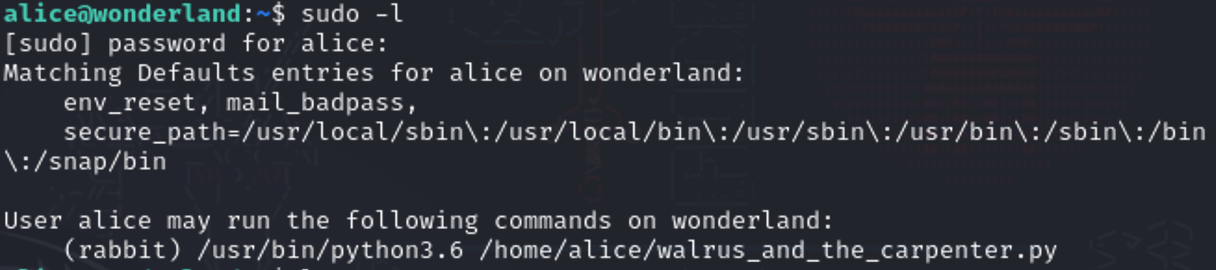 alice@wonderland:~$ sudo -l
[sudo] password for alice:
Matching Defaults entries for alice on wonderland:
    env_reset, mail_badpass,
    secure_path=/usr/local/sbin\:/usr/local/bin\:/usr/sbin\:/usr/bin\:/sbin\:/bin
\:/snap/bin

User alice may run the following commands on wonderland:
    (rabbit) /usr/bin/python3.6 /home/alice/walrus_and_the_carpenter.py